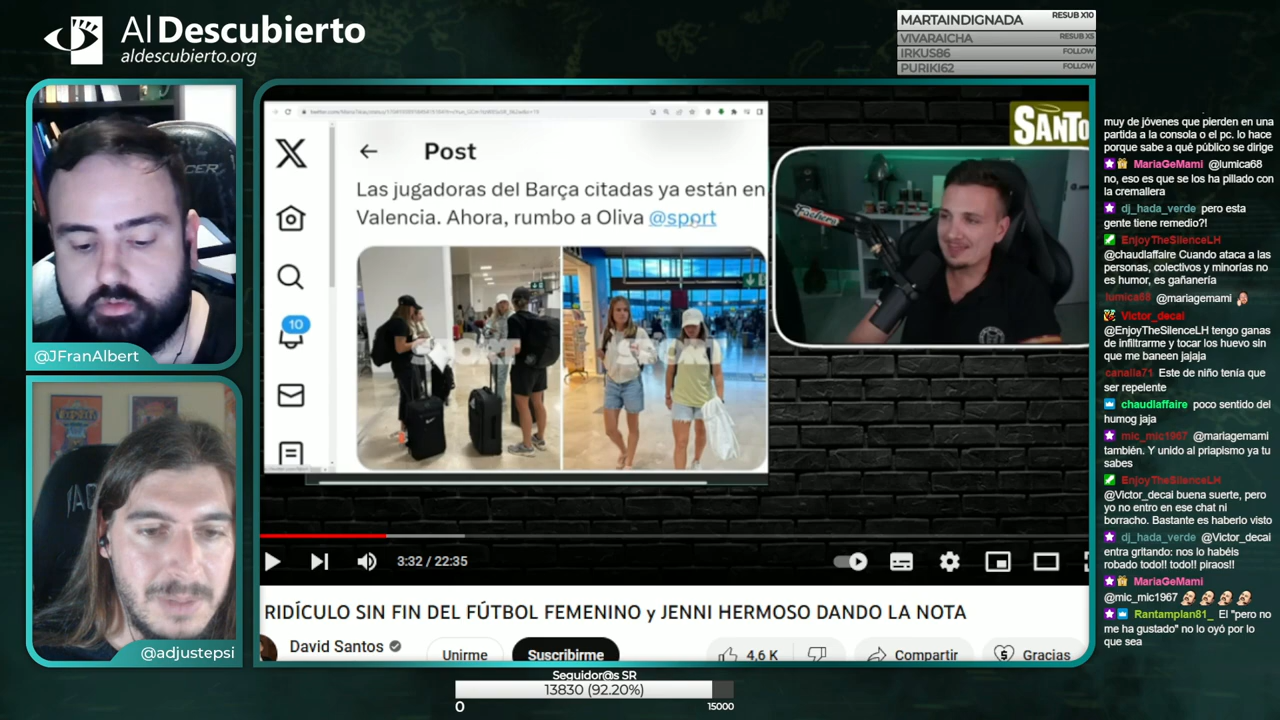 Al Descubierto
aldescubierto.org
MARTAINDIGNADA RESUB X10
VIVARAICHA RESUB X5
IRKUS86 FOLLOW
PURIKI62 FOLLOW
@JFranAlbert
@adjustepsi
Post
Las jugadoras del Barça citadas ya están en
Valencia. Ahora, rumbo a Oliva @sport
10
SPORT
SPORT
SANTO
Fachero
3:32 / 22:35
RIDÍCULO SIN FIN DEL FÚTBOL FEMENINO y JENNI HERMOSO DANDO LA NOTA
David Santos
Unirme
Suscribirme
4,6 K
Compartir
Gracias
Seguidor@s SR
13830 (92.20%)
0
15000
muy de jóvenes que pierden en una
partida a la consola o el pc. lo hace
porque sabe a qué público se dirige
MariaGeMami @lumica68
no, eso es que se los ha pillado con
la cremallera
dj_hada_verde pero esta
gente tiene remedio?!
EnjoyTheSilenceLH
@chaudlaffaire Cuando ataca a las
personas, colectivos y minorías no
es humor, es gañanería
lumica68 @mariagemami
Victor_decai
@EnjoyTheSilenceLH tengo ganas
de infiltrarme y tocar los huevo sin
que me baneen jajaja
canalla71 Este de niño tenía que
ser repelente
chaudlaffaire poco sentido del
humog jaja
mic_mic1967 @mariagemami
también. Y unido al priapismo ya tu
sabes
EnjoyTheSilenceLH
@Victor_decai buena suerte, pero
yo no entro en ese chat ni
borracho. Bastante es haberlo visto
dj_hada_verde @Victor_decai
entra gritando: nos lo habéis
robado todo!! todo!! piraos!!
MariaGeMami
@mic_mic1967
Rantamplan81_ El "pero no
me ha gustado" no lo oyó por lo
que sea